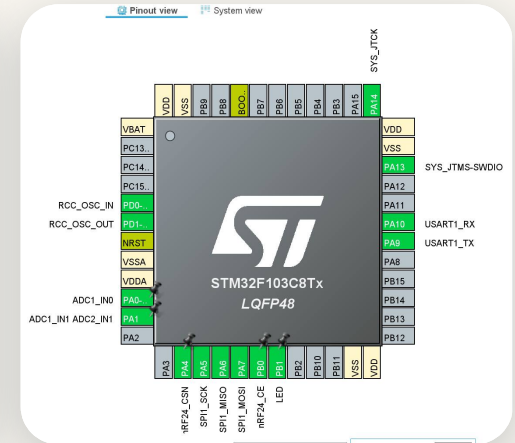 Pinout view
System view
SYS_JTCK
VDD
VSS
PB9
PB8
BOO..
PB7
PB6
PB5
PB4
PB3
PA15
PA14
VBAT
PC13..
PC14..
PC15..
RCC_OSC_IN PD0-..
RCC_OSC_OUT PD1-..
NRST
VSSA
VDDA
ADC1_IN0 PA0-..
ADC1_IN1 ADC2_IN1 PA1
PA2
STM32F103C8Tx
LQFP48
VDD
VSS
PA13 SYS_JTMS-SWDIO
PA12
PA11
PA10 USART1_RX
PA9 USART1_TX
PA8
PB15
PB14
PB13
PB12
PA3
PA4
PA5
PA6
PA7
PB0
PB1
PB2
PB10
PB11
VSS
VDD
nRF24_CSN
SPI1_SCK
SPI1_MISO
SPI1_MOSI
nRF24_CE
LED